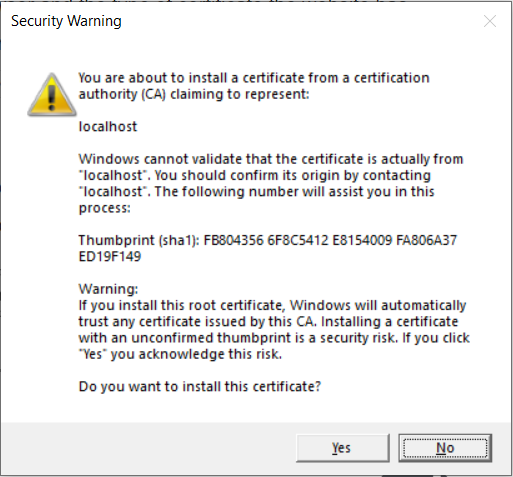 Security Warning
You are about to install a certificate from a certification
authority (CA) claiming to represent:
localhost
Windows cannot validate that the certificate is actually from
"localhost". You should confirm its origin by contacting
"localhost". The following number will assist you in this
process:
Thumbprint (sha1): FB804356 6F8C5412 E8154009 FA806A37
ED19F149
Warning:
If you install this root certificate, Windows will automatically
trust any certificate issued by this CA. Installing a certificate
with an unconfirmed thumbprint is a security risk. If you click
"Yes" you acknowledge this risk.
Do you want to install this certificate?
Yes
No